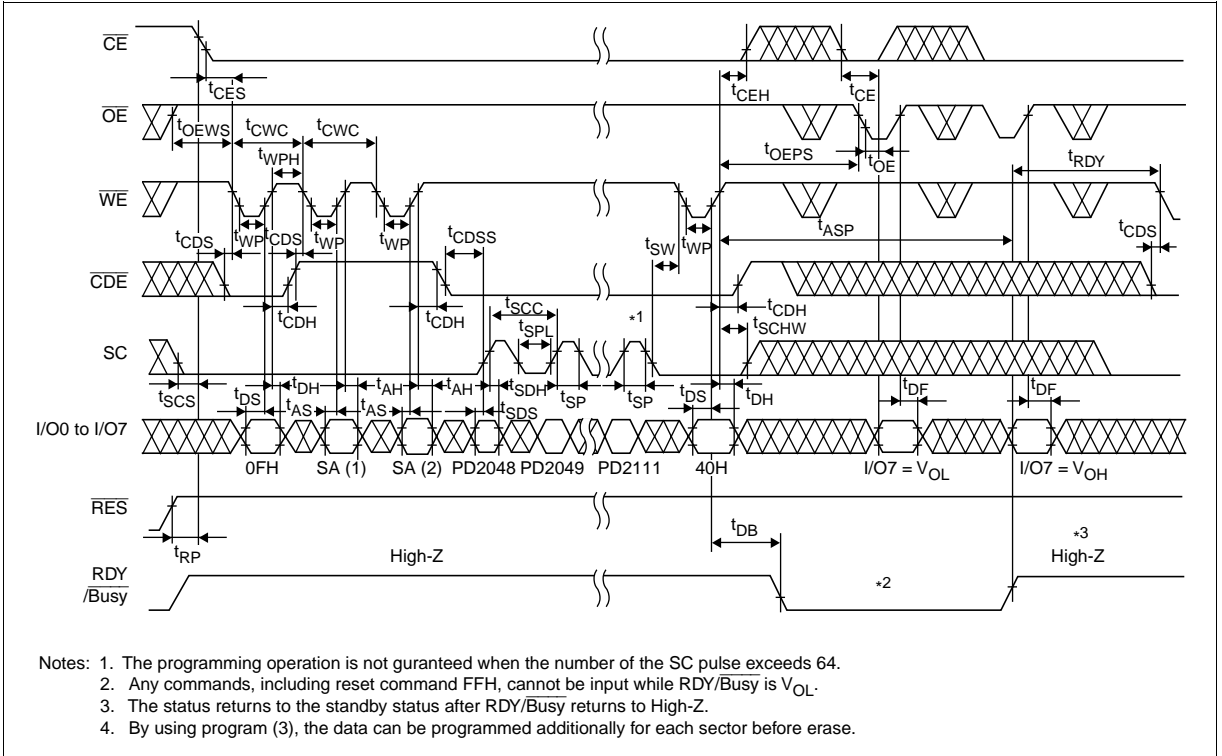 CE
tCES
tCEH
tCE
OE
tOEWS
tCWC
tCWC
tWPH
tOEPS
tOE
tRDY
WE
tCDS
tWP
tCDS
tWP
tWP
tCDSS
tSW
tWP
tASP
tCDS
CDE
tCDH
tCDH
tSCC
tSPL
*1
tCDH
tSCHW
SC
tSCS
tDS
tDH
tAS
tAH
tAS
tAH
tSDH
tSDS
tSP
tSP
tDS
tDH
tDF
tDF
I/O0 to I/O7
0FH SA (1) SA (2) PD2048 PD2049 PD2111 40H I/O7 = VOL I/O7 = VOH
RES
tRP
High-Z
tDB
*3
High-Z
RDY
/Busy
*2
Notes: 1. The programming operation is not guranteed when the number of the SC pulse exceeds 64.
2. Any commands, including reset command FFH, cannot be input while RDY/Busy is VOL.
3. The status returns to the standby status after RDY/Busy returns to High-Z.
4. By using program (3), the data can be programmed additionally for each sector before erase.